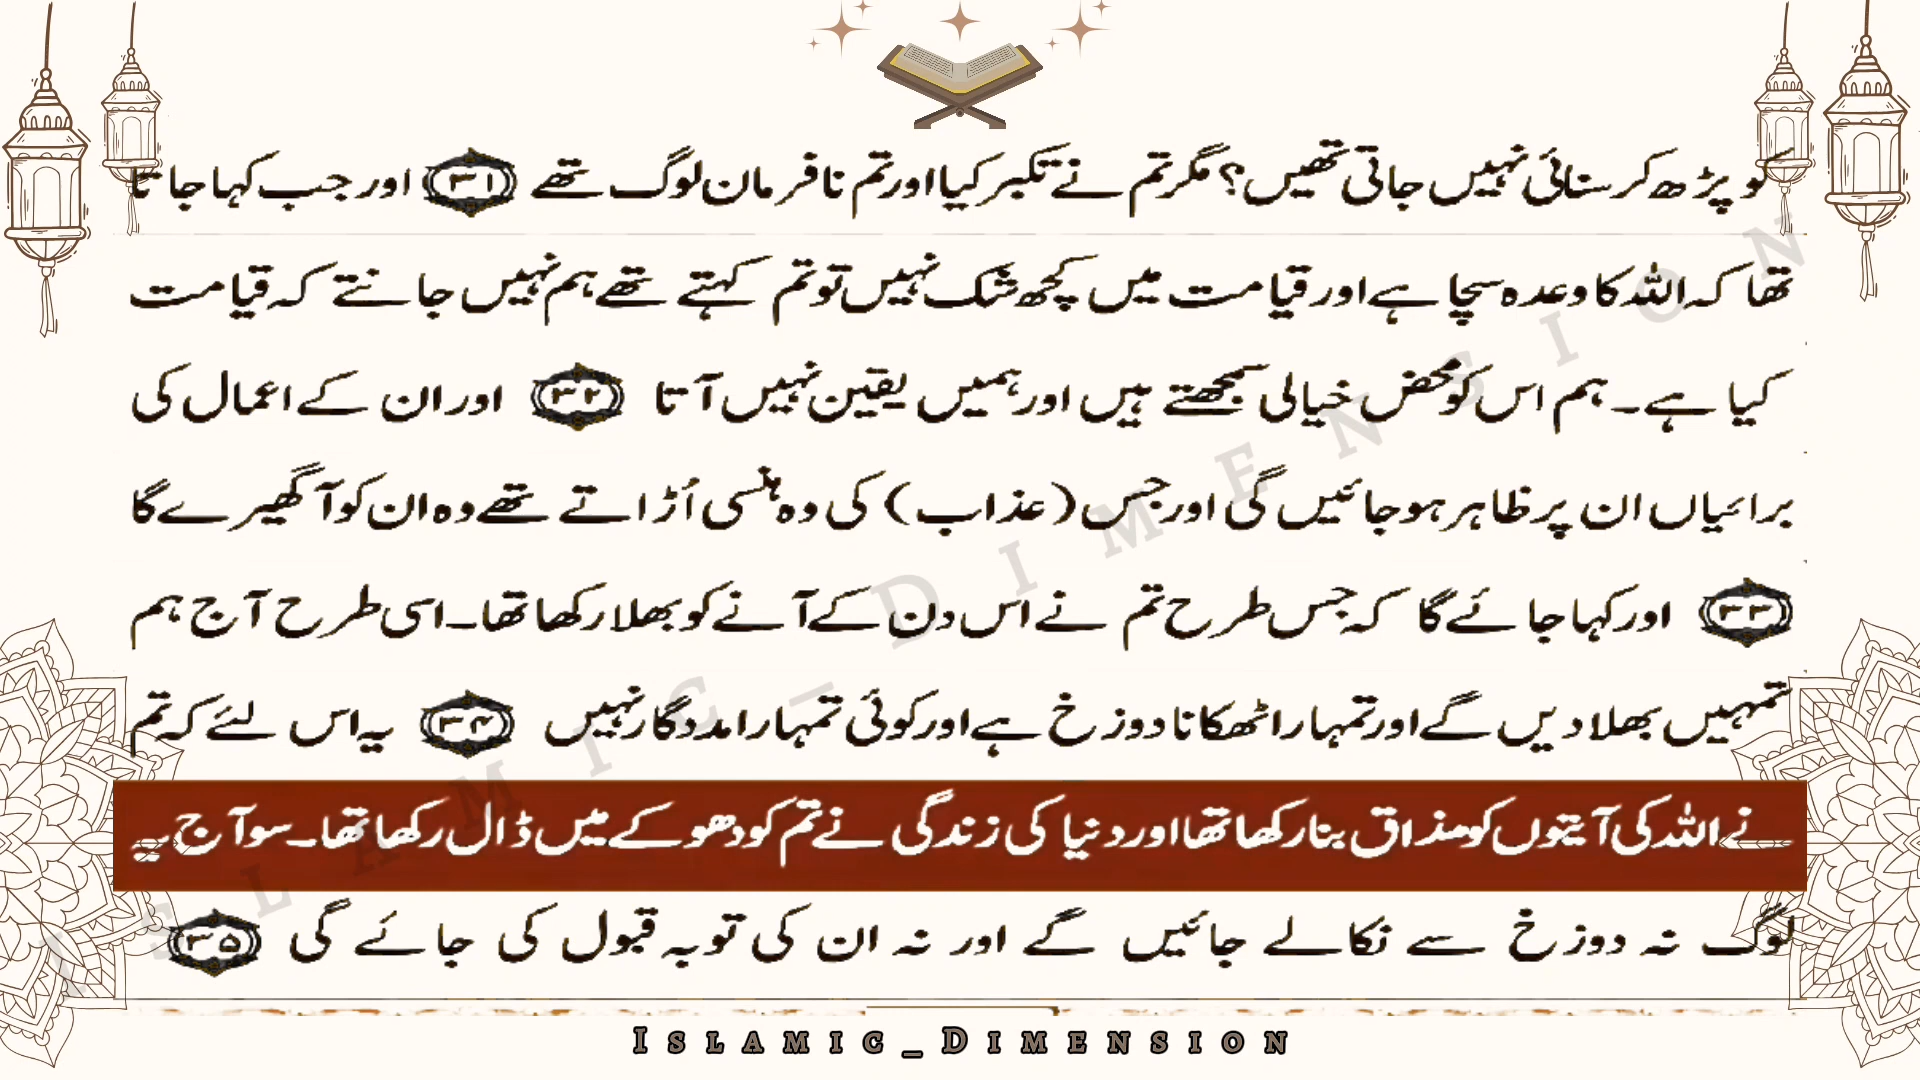 کو پڑھ کر سنائی نہیں جاتی تھیں؟ مگر تم نے تکبر کیا اور تم نافرمان لوگ تھے ۳۱ اور جب کہا جاتا
تھا کہ اللہ کا وعدہ سچا ہے اور قیامت میں کچھ شک نہیں تو تم کہتے تھے ہم نہیں جانتے کہ قیامت
کیا ہے۔ ہم اس کو محض خیالی سمجھتے ہیں اور ہمیں یقین نہیں آتا ۳۲ اور ان کے اعمال کی
برائیاں ان پر ظاہر ہو جائیں گی اور جس (عذاب) کی وہ ہنسی اُڑاتے تھے وہ ان کو آ گھیرے گا
۳۳ اور کہا جائے گا کہ جس طرح تم نے اس دن کے آنے کو بھلا رکھا تھا۔ اسی طرح آج ہم
تمہیں بھلا دیں گے اور تمہارا ٹھکانا دوزخ ہے اور کوئی تمہارا مددگار نہیں ۳۴ یہ اس لئے کہ تم
نے اللہ کی آیتوں کو مذاق بنا رکھا تھا اور دنیا کی زندگی نے تم کو دھوکے میں ڈال رکھا تھا۔ سو آج یہ
لوگ نہ دوزخ سے نکالے جائیں گے اور نہ ان کی توبہ قبول کی جائے گی ۳۵
ISLAMIC_DIMENSION
ISLAMIC_DIMENSION